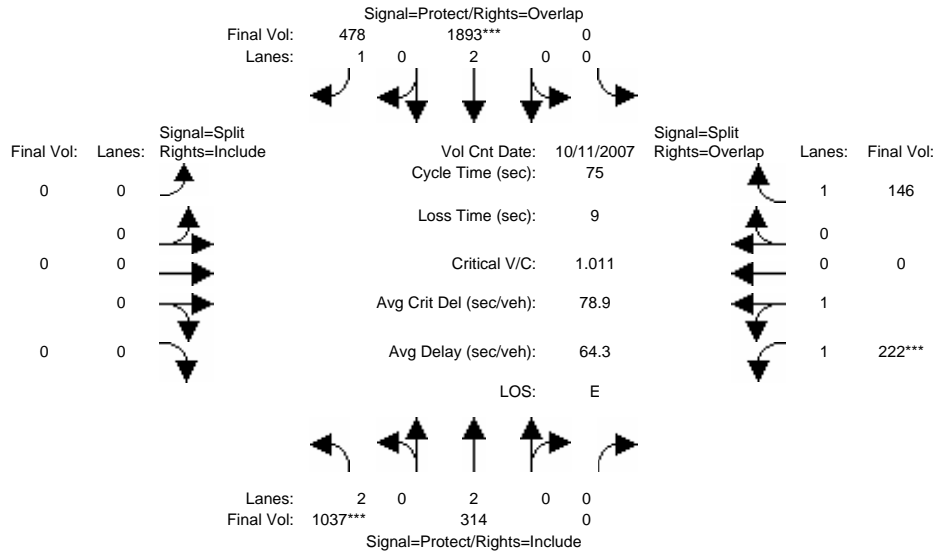 Signal=Protect/Rights=Overlap
Final Vol: 478 1893*** 0
Lanes: 1 0 2 0 0
Signal=Split
Final Vol: Lanes: Rights=Include
Vol Cnt Date: 10/11/2007
Signal=Split
Rights=Overlap Lanes: Final Vol:
Cycle Time (sec): 75
0 0
1 146
Loss Time (sec): 9
0
0
0 0
Critical V/C: 1.011
0 0
0
Avg Crit Del (sec/veh): 78.9
1
0 0
Avg Delay (sec/veh): 64.3
1 222***
LOS: E
Lanes: 2 0 2 0 0
Final Vol: 1037*** 314 0
Signal=Protect/Rights=Include